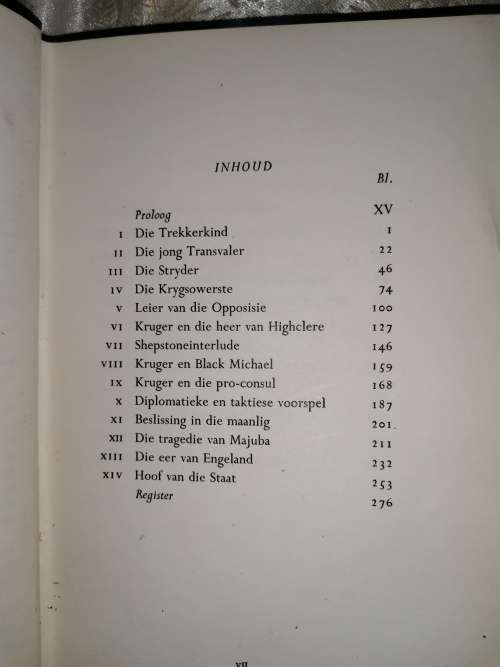 INHOUD
Bl.
Proloog XV
I Die Trekkerkind 1
II Die jong Transvaler 22
III Die Stryder 46
IV Die Krygsowerste 74
V Leier van die Opposisie 100
VI Kruger en die heer van Highclere 127
VII Shepstoneinterlude 146
VIII Kruger en Black Michael 159
IX Kruger en die pro-consul 168
X Diplomatieke en taktiese voorspel 187
XI Beslissing in die maanlig 201
XII Die tragedie van Majuba 211
XIII Die eer van Engeland 232
XIV Hoof van die Staat 253
Register 276
VII